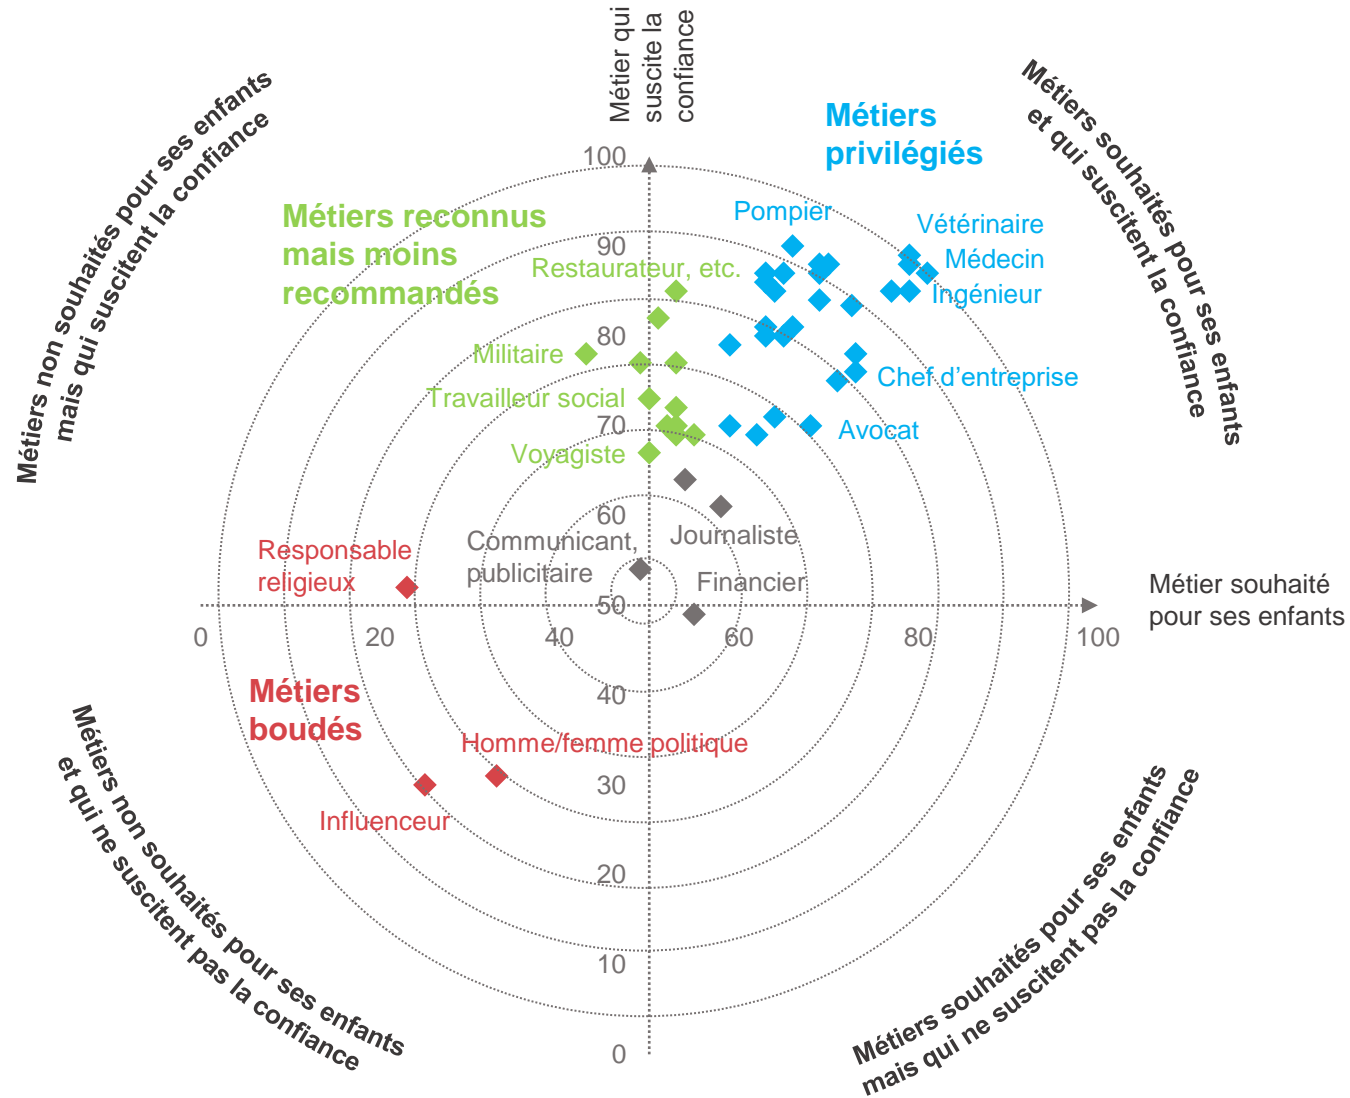 Métier qui
suscite la
confiance
Métiers non souhaités pour ses enfants
mais qui suscitent la confiance
Métiers souhaités pour ses enfants
et qui suscitent la confiance
Métiers
privilégiés
Métiers reconnus
mais moins
recommandés
100
90
80
70
60
50
40
30
20
10
0
Pompier
Vétérinaire
Médecin
Ingénieur
Restaurateur, etc.
Militaire
Chef d’entreprise
Travailleur social
Avocat
Voyagiste
Journaliste
Communicant,
publicitaire
Financier
Responsable
religieux
Métier souhaité
pour ses enfants
0
20
40
60
80
100
Métiers
boudés
Homme/femme politique
Influenceur
Métiers non souhaités pour ses enfants
et qui ne suscitent pas la confiance
Métiers souhaités pour ses enfants
mais qui ne suscitent pas la confiance